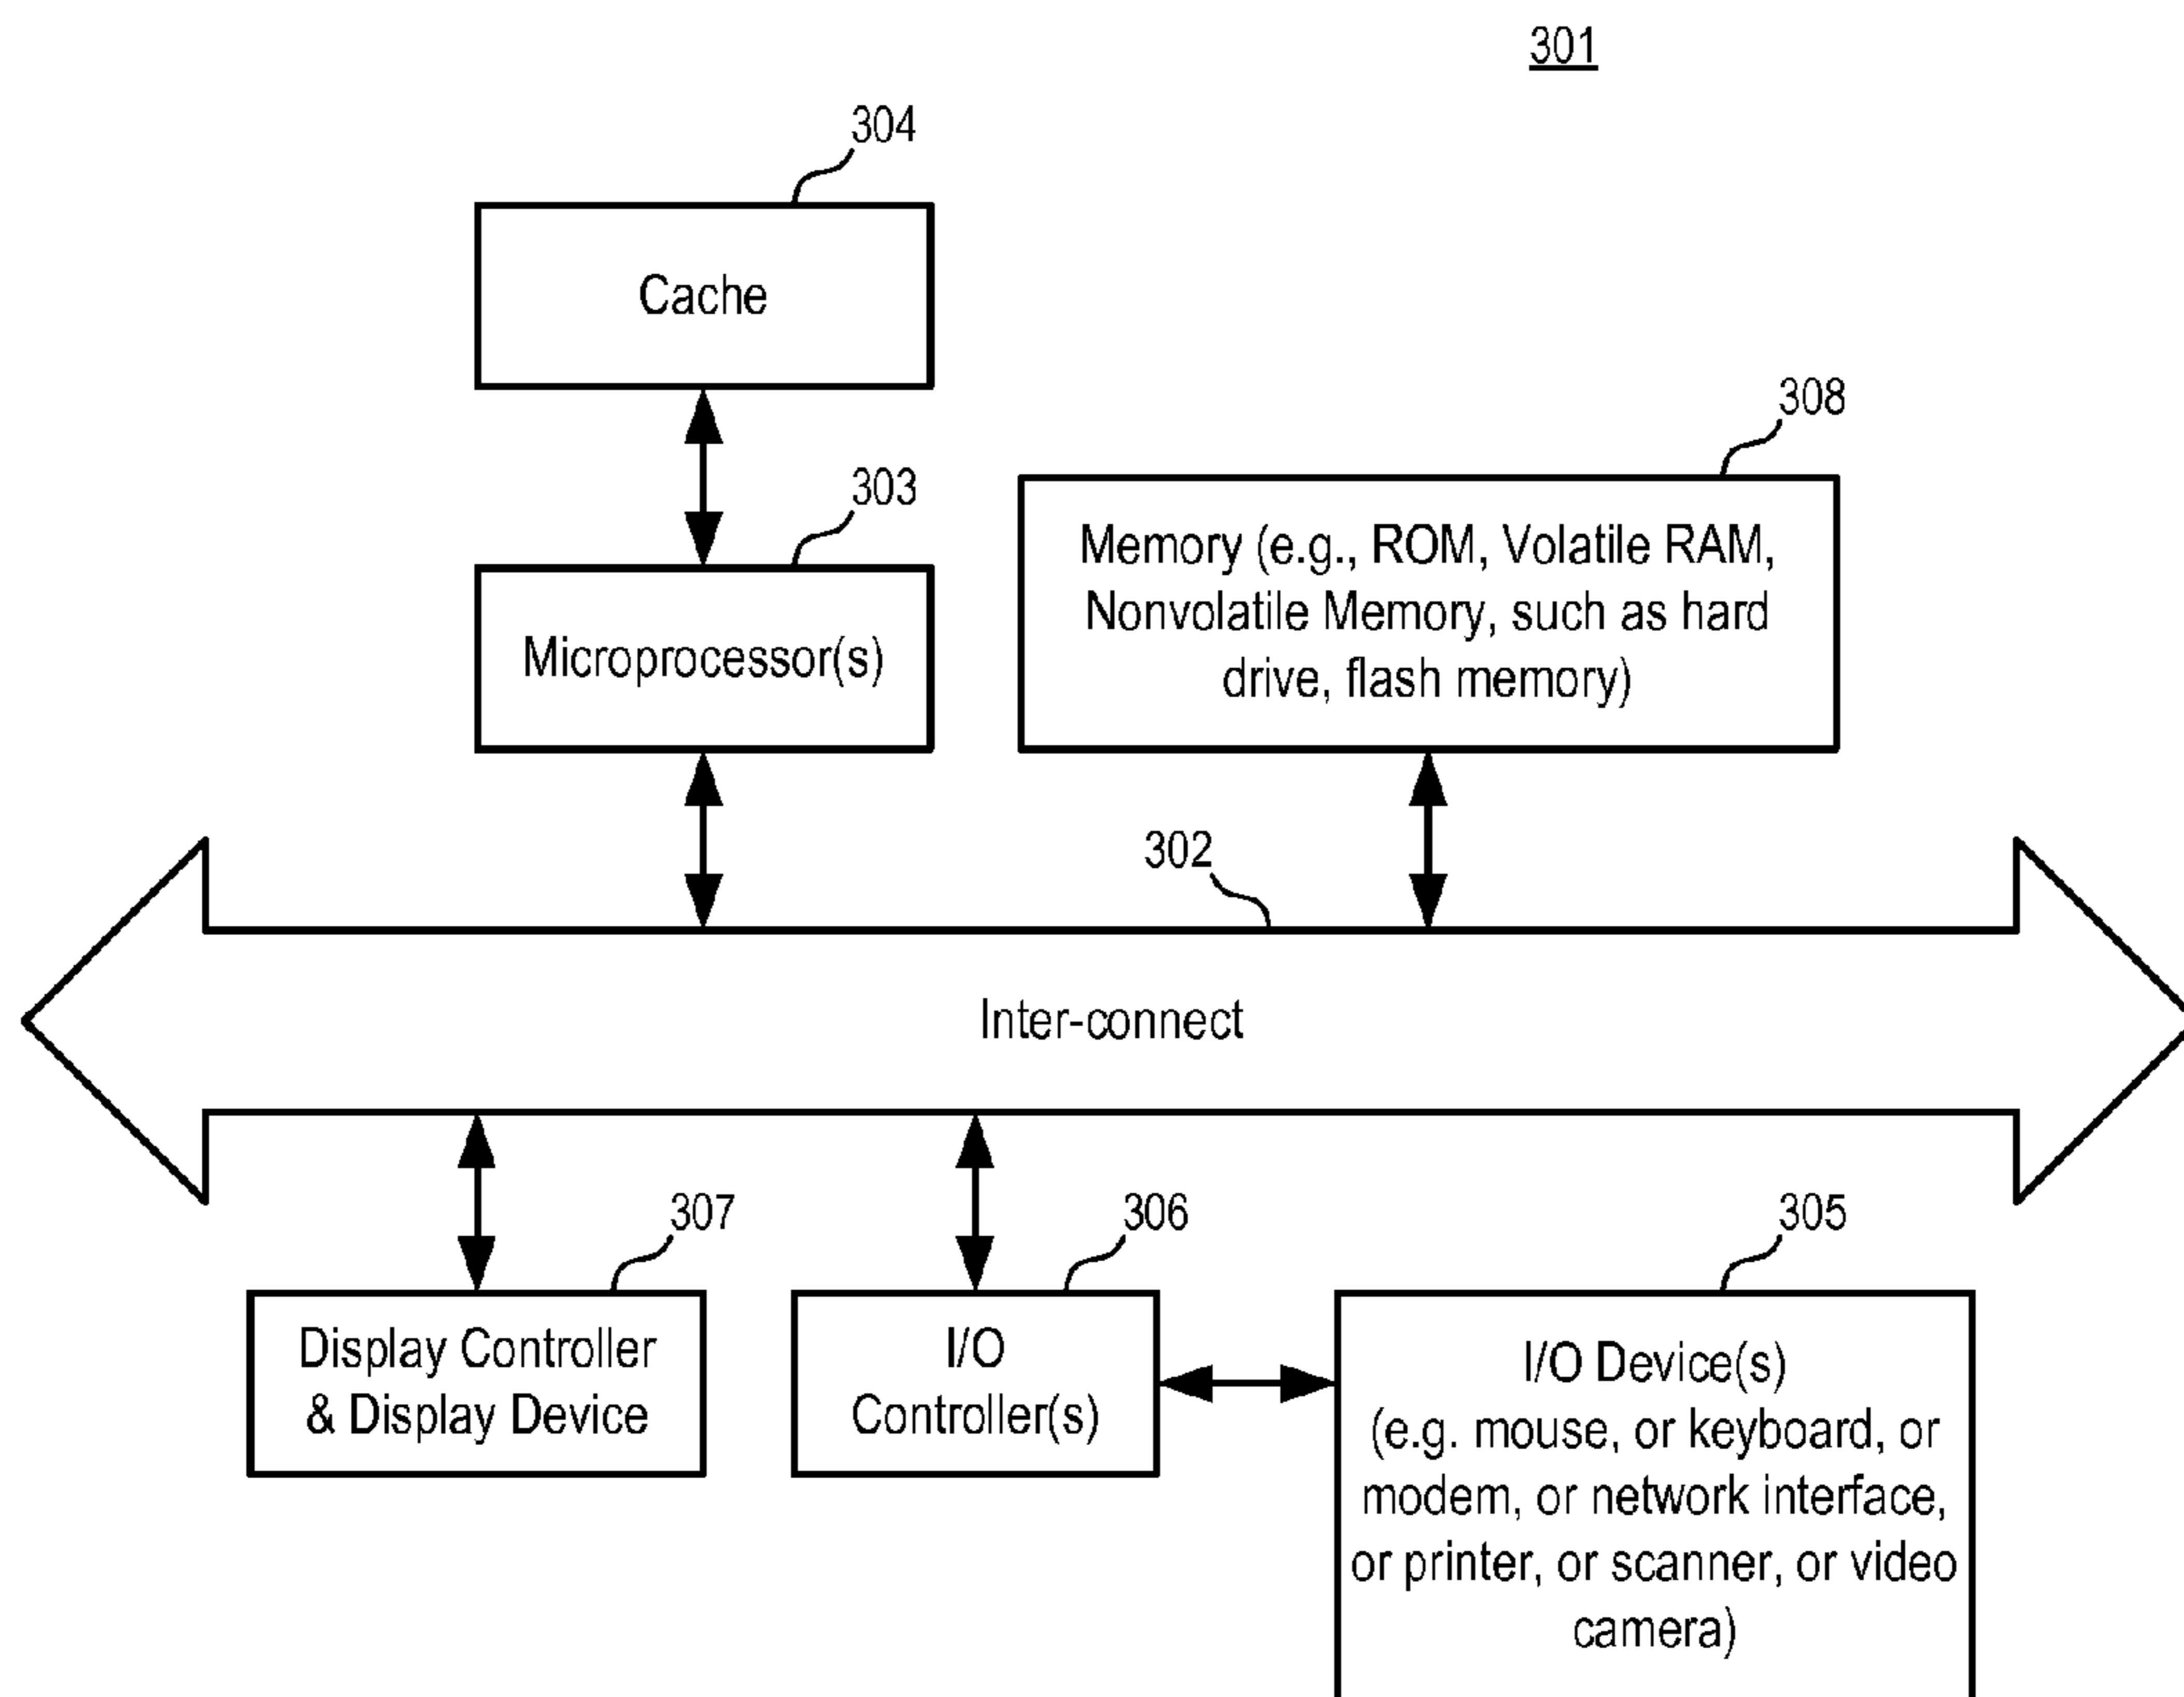 301
304
Cache
308
303
Memory (e.g., ROM, Volatile RAM,
Nonvolatile Memory, such as hard
drive, flash memory)
Microprocessor(s)
302
Inter-connect
307
306
305
Display Controller
& Display Device
I/O
Controller(s)
I/O Device(s)
(e.g. mouse, or keyboard, or
modem, or network interface,
or printer, or scanner, or video
camera)